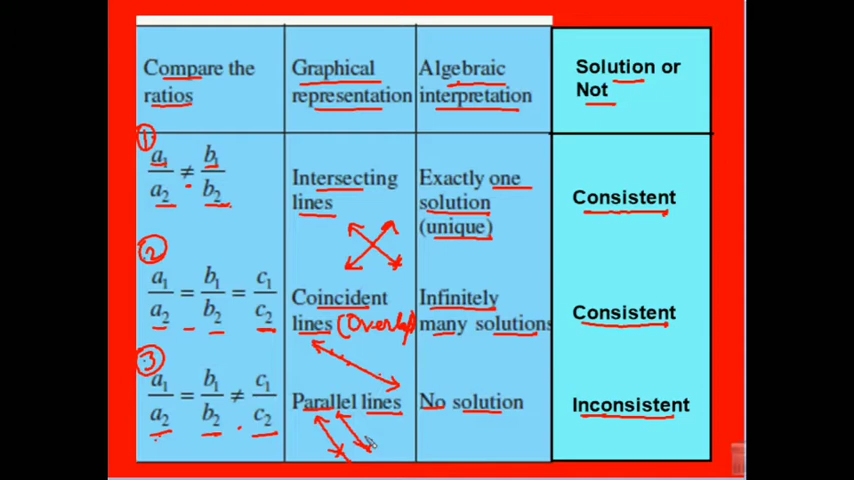 Compare the
ratios
Graphical
representation
Algebraic
interpretation
Solution or
Not
①
a₁/a₂ ≠ b₁/b₂
Intersecting
lines
Exactly one
solution
(unique)
Consistent
②
a₁/a₂ = b₁/b₂ = c₁/c₂
Coincident
lines (Overlap)
Infinitely
many solutions
Consistent
③
a₁/a₂ = b₁/b₂ ≠ c₁/c₂
Parallel lines
No solution
Inconsistent